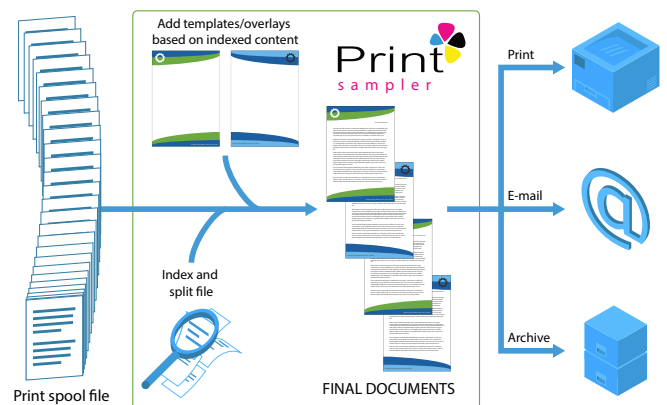 Add templates/overlays
based on indexed content
Print
sampler
Print
E-mail
Index and
split file
Archive
Print spool file
FINAL DOCUMENTS